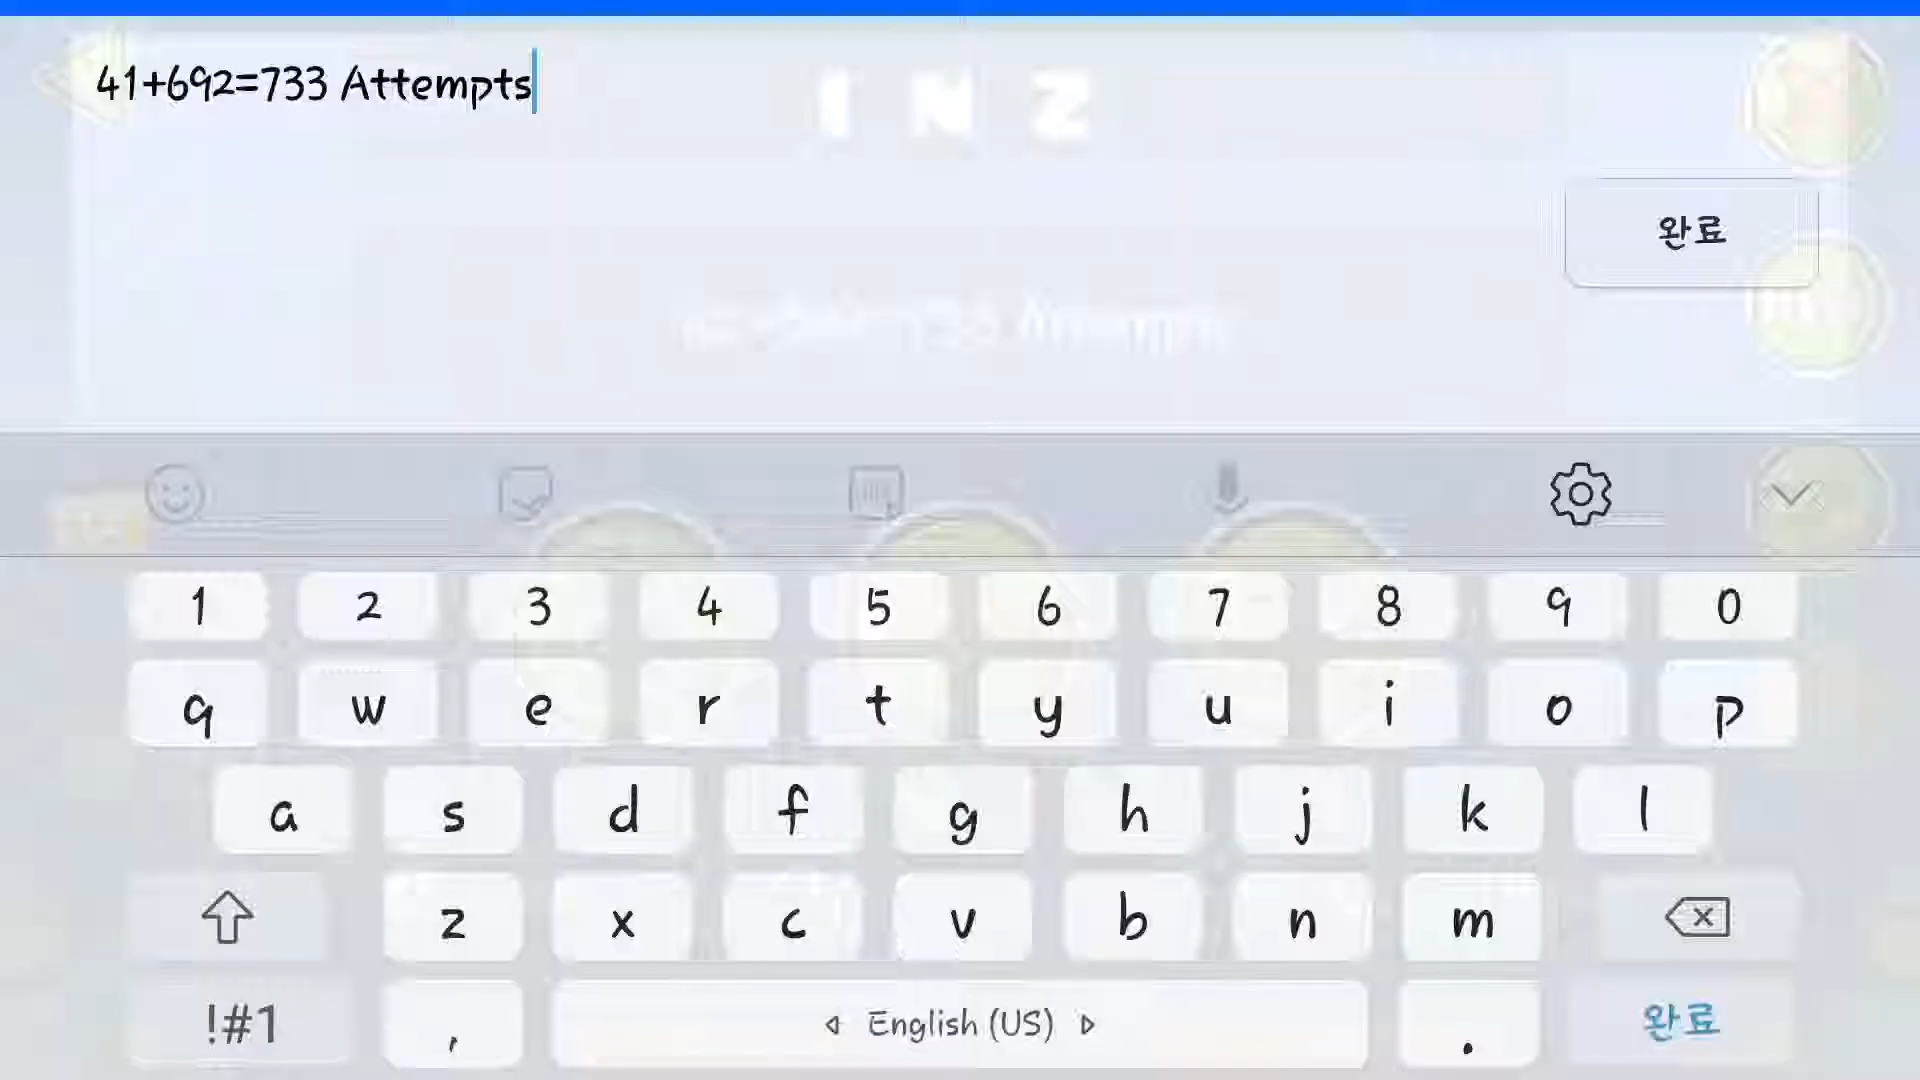 41+692=733 Attempts
I N Z
완료
1 2 3 4 5 6 7 8 9 0
q w e r t y u i o p
a s d f g h j k l
z x c v b n m
!#1 , English (US) . 완료